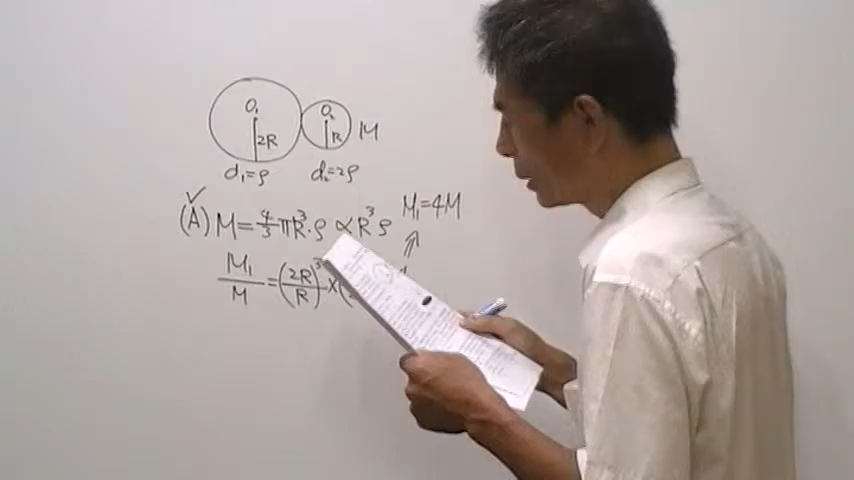 O₁ O₂
2R R M
d₁=ρ d₂=2ρ
✓
(A) M=4/3πR³·ρ ∝R³ρ M₁=4M
M₁/M=(2R/R)³×(